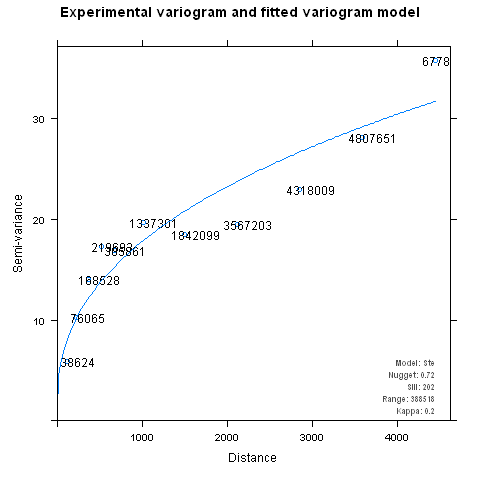 Experimental variogram and fitted variogram model
Semi-variance
30
20
10
6778
4807651
4318009
1337301
3567203
1842099
219693
385861
168528
76065
38624
Model: Ste
Nugget: 0.72
Sill: 202
Range: 388518
Kappa: 0.2
1000
2000
3000
4000
Distance